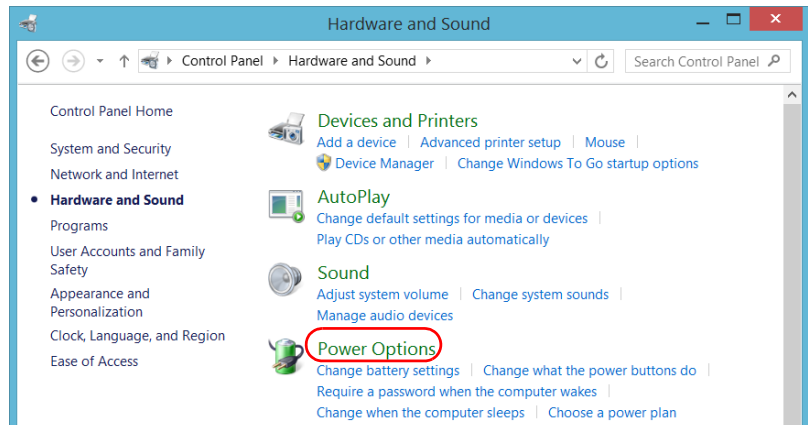 Hardware and Sound
Control Panel Hardware and Sound
Search Control Panel
Control Panel Home
System and Security
Network and Internet
Hardware and Sound
Programs
User Accounts and Family
Safety
Appearance and
Personalization
Clock, Language, and Region
Ease of Access
Devices and Printers
Add a device Advanced printer setup Mouse
Device Manager Change Windows To Go startup options
AutoPlay
Change default settings for media or devices
Play CDs or other media automatically
Sound
Adjust system volume Change system sounds
Manage audio devices
Power Options
Change battery settings Change what the power buttons do
Require a password when the computer wakes
Change when the computer sleeps Choose a power plan